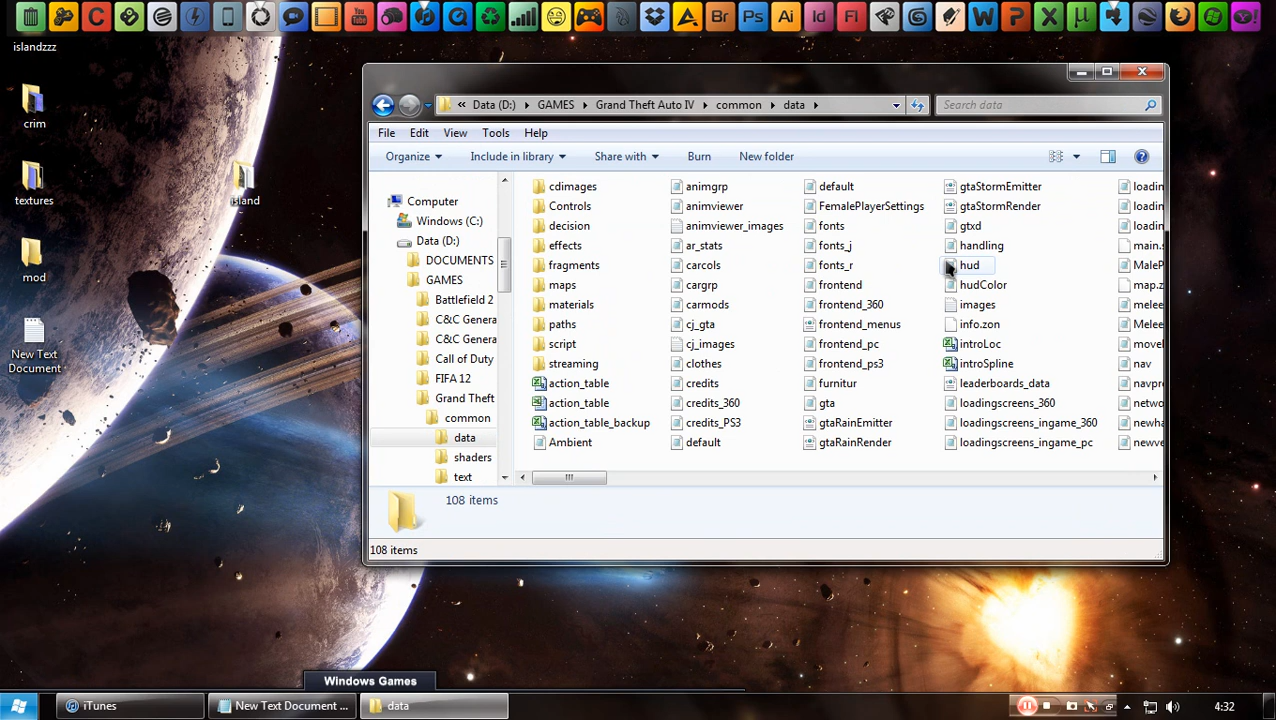 Br Ps Ai Id Fl
islandzzz
crim
textures
mod
New Text
Document
island
« Data (D:) GAMES Grand Theft Auto IV common data
Search data
File Edit View Tools Help
Organize Include in library Share with Burn New folder
Computer
Windows (C:)
Data (D:)
DOCUMENTS
GAMES
Battlefield 2
C&C Genera
C&C Genera
Call of Duty
FIFA 12
Grand Theft
common
data
shaders
text
cdimages
Controls
decision
effects
fragments
maps
materials
paths
script
streaming
action_table
action_table
action_table_backup
Ambient
animgrp
animviewer
animviewer_images
ar_stats
carcols
cargrp
carmods
cj_gta
cj_images
clothes
credits
credits_360
credits_PS3
default
default
FemalePlayerSettings
fonts
fonts_j
fonts_r
frontend
frontend_360
frontend_menus
frontend_pc
frontend_ps3
furnitur
gta
gtaRainEmitter
gtaRainRender
gtaStormEmitter
gtaStormRender
gtxd
handling
hud
hudColor
images
info.zon
introLoc
introSpline
leaderboards_data
loadingscreens_360
loadingscreens_ingame_360
loadingscreens_ingame_pc
loadin
loadin
loadin
main.s
MaleP
map.z
melee
Melee
movel
nav
navpr
netwo
newha
newve
108 items
108 items
Windows Games
iTunes
New Text Document ...
data
4:32